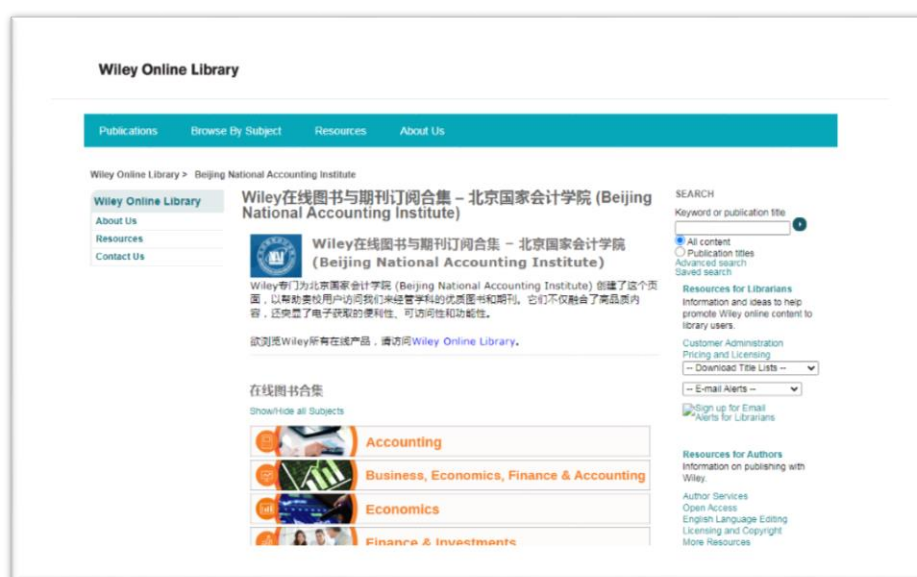 Wiley Online Library
Publications Browse By Subject Resources About Us
Wiley Online Library > Beijing National Accounting Institute
Wiley Online Library
About Us
Resources
Contact Us
Wiley在线图书与期刊订阅合集 – 北京国家会计学院 (Beijing
National Accounting Institute)
Wiley在线图书与期刊订阅合集 – 北京国家会计学院
(Beijing National Accounting Institute)
Wiley专门为北京国家会计学院 (Beijing National Accounting Institute) 创建了这个页
面，以帮助贵校用户访问我们来经管学科的优质图书和期刊。它们不仅融合了高品质内
容，还突显了电子获取的便利性、可访问性和功能性。
欲浏览Wiley所有在线产品，请访问Wiley Online Library。
在线图书合集
Show/Hide all Subjects
Accounting
Business, Economics, Finance & Accounting
Economics
Finance & Investments
SEARCH
Keyword or publication title
All content
Publication titles
Advanced search
Saved search
Resources for Librarians
Information and ideas to help
promote Wiley online content to
library users.
Customer Administration
Pricing and Licensing
-- Download Title Lists --
-- E-mail Alerts --
Sign up for Email
Alerts for Librarians
Resources for Authors
Information on publishing with
Wiley.
Author Services
Open Access
English Language Editing
Licensing and Copyright
More Resources